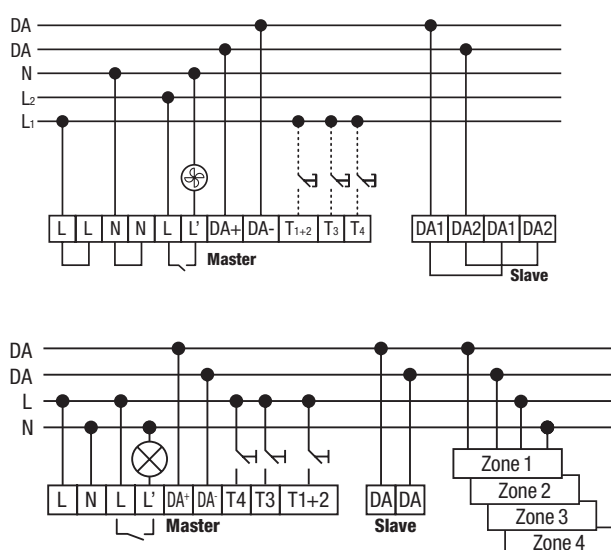 DA
DA
N
L₂
L₁
L L N N L L' DA+ DA- T₁₊₂ T₃ T₄ DA1 DA2 DA1 DA2
Master
Slave
DA
DA
L
N
Zone 1
Zone 2
L N L L' DA⁺ DA⁻ T4 T3 T1+2 DA DA
Zone 3
Master Slave
Zone 4